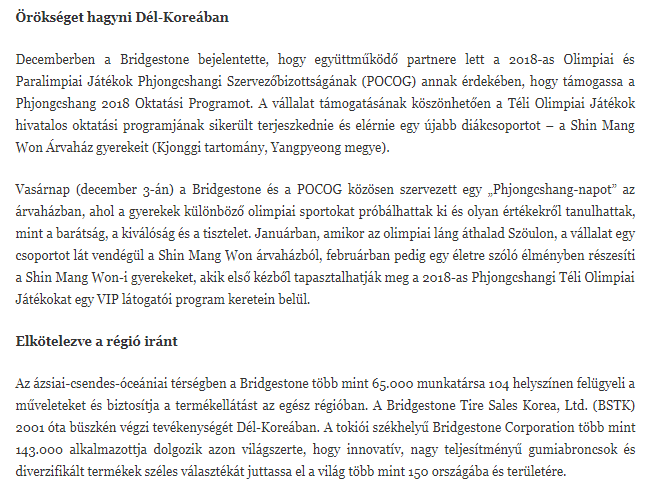 Örökséget hagyni Dél-Koreában
Decemberben a Bridgestone bejelentette, hogy együttműködő partnere lett a 2018-as Olimpiai és
Paralimpiai Játékok Phjongcshangi Szervezőbizottságának (POCOG) annak érdekében, hogy támogassa a
Phjongcshang 2018 Oktatási Programot. A vállalat támogatásának köszönhetően a Téli Olimpiai Játékok
hivatalos oktatási programjának sikerült terjeszkednie és elérnie egy újabb diákcsoportot – a Shin Mang
Won Árvaház gyerekeit (Kjonggi tartomány, Yangpyeong megye).
Vasárnap (december 3-án) a Bridgestone és a POCOG közösen szervezett egy „Phjongcshang-napot” az
árvaházban, ahol a gyerekek különböző olimpiai sportokat próbálhattak ki és olyan értékekről tanulhattak,
mint a barátság, a kiválóság és a tisztelet. Januárban, amikor az olimpiai láng áthalad Szöulon, a vállalat egy
csoportot lát vendégül a Shin Mang Won árvaházból, februárban pedig egy életre szóló élményben részesíti
a Shin Mang Won-i gyerekeket, akik első kézből tapasztalhatják meg a 2018-as Phjongcshangi Téli Olimpiai
Játékokat egy VIP látogatói program keretein belül.
Elkötelezve a régió iránt
Az ázsiai-csendes-óceániai térségben a Bridgestone több mint 65.000 munkatársa 104 helyszínen felügyeli a
műveleteket és biztosítja a termékellátást az egész régióban. A Bridgestone Tire Sales Korea, Ltd. (BSTK)
2001 óta büszkén végzi tevékenységét Dél-Koreában. A tokiói székhelyű Bridgestone Corporation több mint
143.000 alkalmazottja dolgozik azon világszerte, hogy innovatív, nagy teljesítményű gumiabroncsok és
diverzifikált termékek széles választékát juttassa el a világ több mint 150 országába és területére.